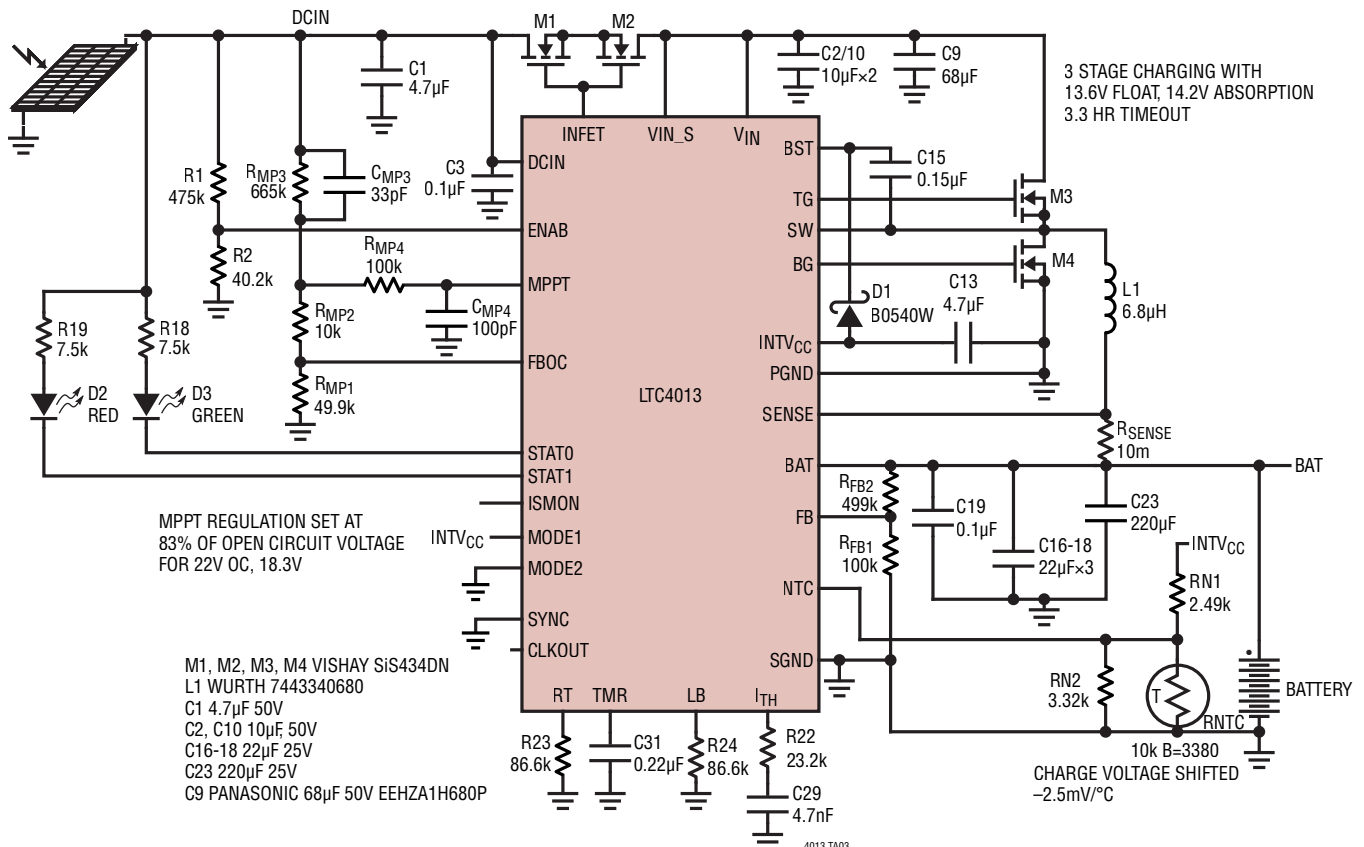 DCIN
M1
M2
C1
4.7µF
C2/10
10µF×2
C9
68µF
3 STAGE CHARGING WITH
13.6V FLOAT, 14.2V ABSORPTION
3.3 HR TIMEOUT
INFET
VIN_S
VIN
DCIN
C3
0.1µF
BST
C15
0.15µF
R1
475k
RMP3
665k
CMP3
33pF
TG
M3
ENAB
SW
R2
40.2k
RMP4
100k
BG
M4
MPPT
CMP4
100pF
D1
B0540W
C13
4.7µF
L1
6.8µH
R19
7.5k
R18
7.5k
RMP2
10k
INTVCC
FBOC
PGND
D2
RED
D3
GREEN
RMP1
49.9k
LTC4013
SENSE
RSENSE
10m
STAT0
STAT1
BAT
BAT
ISMON
RFB2
499k
C19
0.1µF
C23
220µF
FB
MPPT REGULATION SET AT
83% OF OPEN CIRCUIT VOLTAGE
FOR 22V OC, 18.3V
INTVCC
MODE1
RFB1
100k
C16-18
22µF×3
INTVCC
MODE2
NTC
RN1
2.49k
SYNC
CLKOUT
SGND
M1, M2, M3, M4 VISHAY SiS434DN
L1 WURTH 7443340680
C1 4.7µF 50V
C2, C10 10µF, 50V
C16-18 22µF 25V
C23 220µF 25V
C9 PANASONIC 68µF 50V EEHZA1H680P
RT
TMR
LB
ITH
RN2
3.32k
T
RNTC
BATTERY
R23
86.6k
C31
0.22µF
R24
86.6k
R22
23.2k
10k B=3380
CHARGE VOLTAGE SHIFTED
–2.5mV/°C
C29
4.7nF
4013 TA03